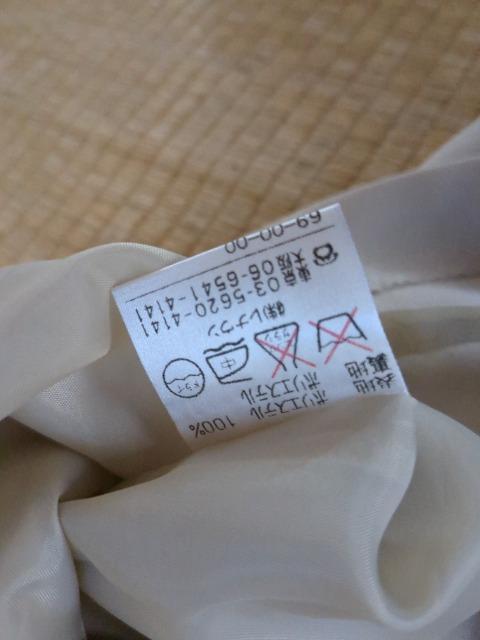 表地 ポリエステル 100%
裏地 ポリエステル
中 ドライ
㈱レナウン
東京 03-5620-4141
大阪 06-6541-4141
69-00-00